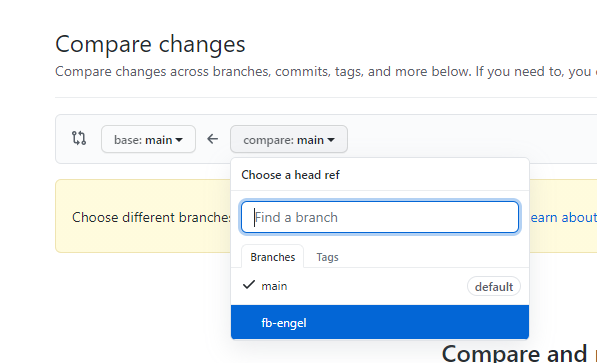 Compare changes
Compare changes across branches, commits, tags, and more below. If you need to, you
base: main compare: main
Choose a head ref
Choose different branches
Find a branch
earn about
Branches Tags
main default
fb-engel
Compare and